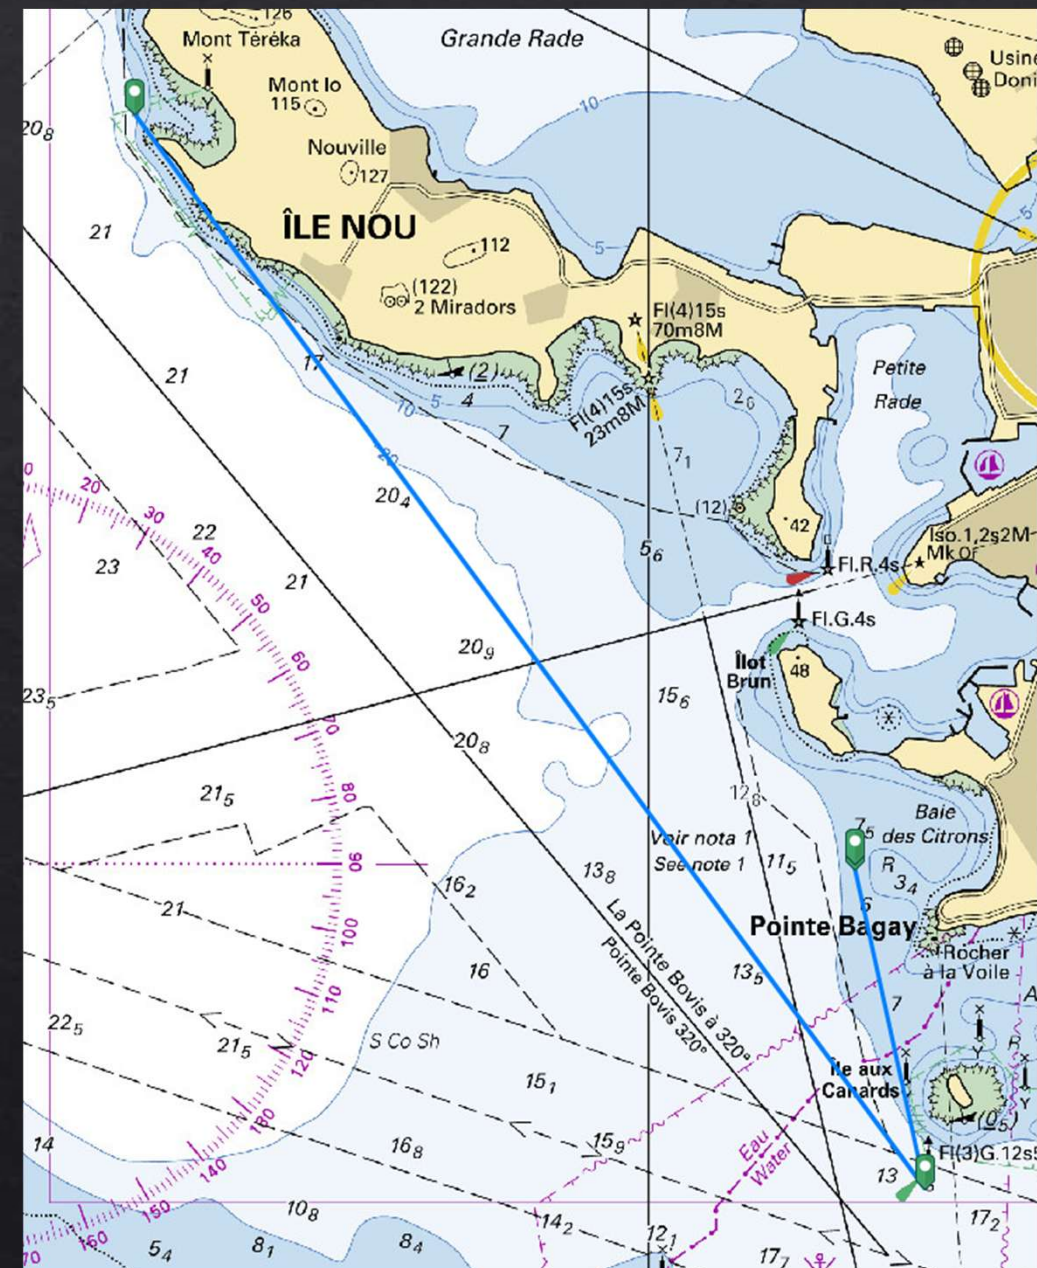 126
Mont Téréka
Grande Rade
Usine
Doni
Mont Io
115
10
20₈
Y
Nouville
127
5
ÎLE NOU
21
112
5
(122)
2 Miradors
Fl(4)15s
70m8M
17
Petite
Rade
21
(2)
4
2₆
10
5
Fl(4)15s
23m8M
7
7₁
20
0
20
20₄
30
(12)
42
22
5₆
Iso.1,2s2M
Mk Of
40
23
21
Fl.R.4s
50
Fl.G.4s
20₉
60
Îlot
Brun
48
23₅
15₆
70
20₈
21₅
80
12₈
Baie
des Citrons
7₅
Voir nota 1
See note 1
11₅
R
90
13₈
16₂
3₄
21
5
La Pointe Bovis à 320°
Pointe Bovis 320°
Pointe Bagay
100
Rocher
à la Voile
16
13₅
110
7
A
22₅
21₅
S Co Sh
R
Y
120
Île aux
Canards
15₁
Y
130
(0₅)
14
16₈
15₉
Eau
Water
Fl(3)G.12s5
140
13
150
10₈
14₂
17₂
160
70
5₄
8₁
8₄
12₁
17₇